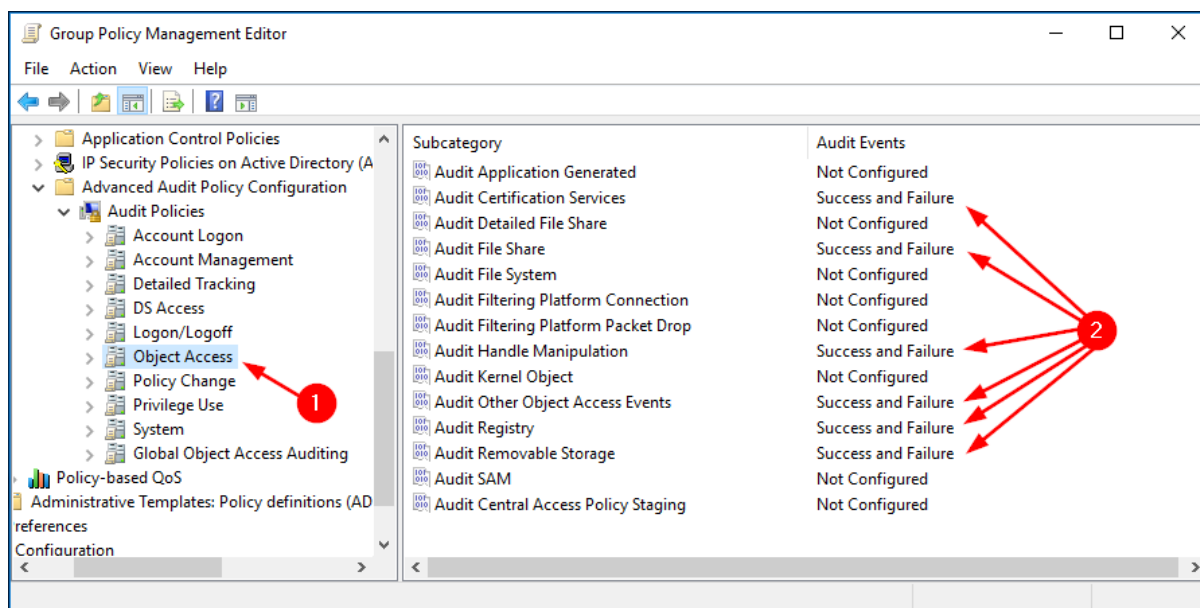 Group Policy Management Editor
File Action View Help
Application Control Policies
IP Security Policies on Active Directory (A
Advanced Audit Policy Configuration
Audit Policies
Account Logon
Account Management
Detailed Tracking
DS Access
Logon/Logoff
Object Access
Policy Change
Privilege Use
System
Global Object Access Auditing
Policy-based QoS
Administrative Templates: Policy definitions (AD
references
Configuration
1
Subcategory Audit Events
Audit Application Generated Not Configured
Audit Certification Services Success and Failure
Audit Detailed File Share Not Configured
Audit File Share Success and Failure
Audit File System Not Configured
Audit Filtering Platform Connection Not Configured
Audit Filtering Platform Packet Drop Not Configured
Audit Handle Manipulation Success and Failure
Audit Kernel Object Not Configured
Audit Other Object Access Events Success and Failure
Audit Registry Success and Failure
Audit Removable Storage Success and Failure
Audit SAM Not Configured
Audit Central Access Policy Staging Not Configured
2